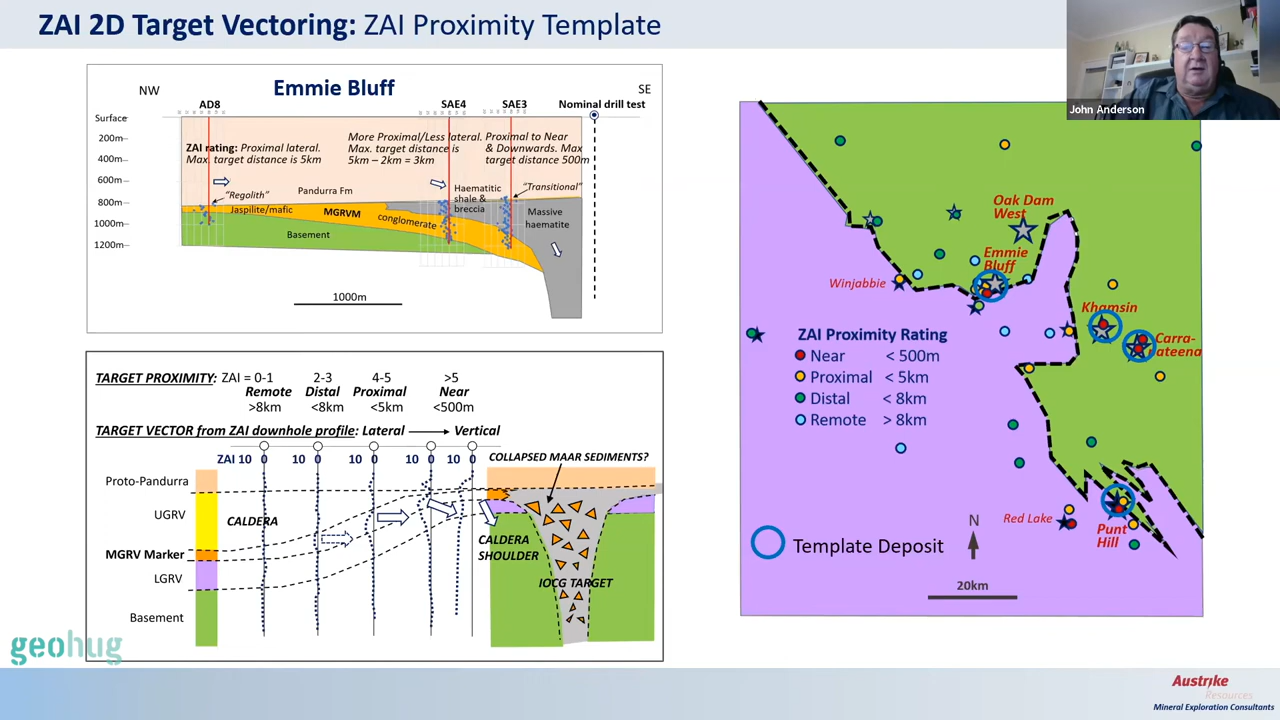 ZAI 2D Target Vectoring: ZAI Proximity Template
John Anderson
NW
Emmie Bluff
SE
AD8
SAE4
SAE3
Nominal drill test
Surface
200m
400m
600m
800m
1000m
1200m
ZAI rating: Proximal lateral.
Max. target distance is 5km
More Proximal/Less lateral.
Max. target distance is
5km – 2km = 3km
Proximal to Near
& Downwards. Max
target distance 500m
"Regolith"
Pandurra Fm
Haematitic
shale &
breccia
"Transitional"
Jaspilite/mafic
MGRVM
conglomerate
Massive
haematite
Basement
1000m
TARGET PROXIMITY: ZAI = 0-1 2-3 4-5 >5
Remote Distal Proximal Near
>8km <8km <5km <500m
TARGET VECTOR from ZAI downhole profile: Lateral Vertical
ZAI 10 0 10 0 10 0 10 0 10 0
COLLAPSED MAAR SEDIMENTS?
Proto-Pandurra
UGRV
MGRV Marker
LGRV
Basement
CALDERA
CALDERA
SHOULDER
IOCG TARGET
Oak Dam
West
Emmie
Bluff
Winjabbie
Khamsin
Carra-
pateena
ZAI Proximity Rating
Near < 500m
Proximal < 5km
Distal < 8km
Remote > 8km
Red Lake
Punt
Hill
Template Deposit
N
20km
geohug
Austrike
Resources
Mineral Exploration Consultants